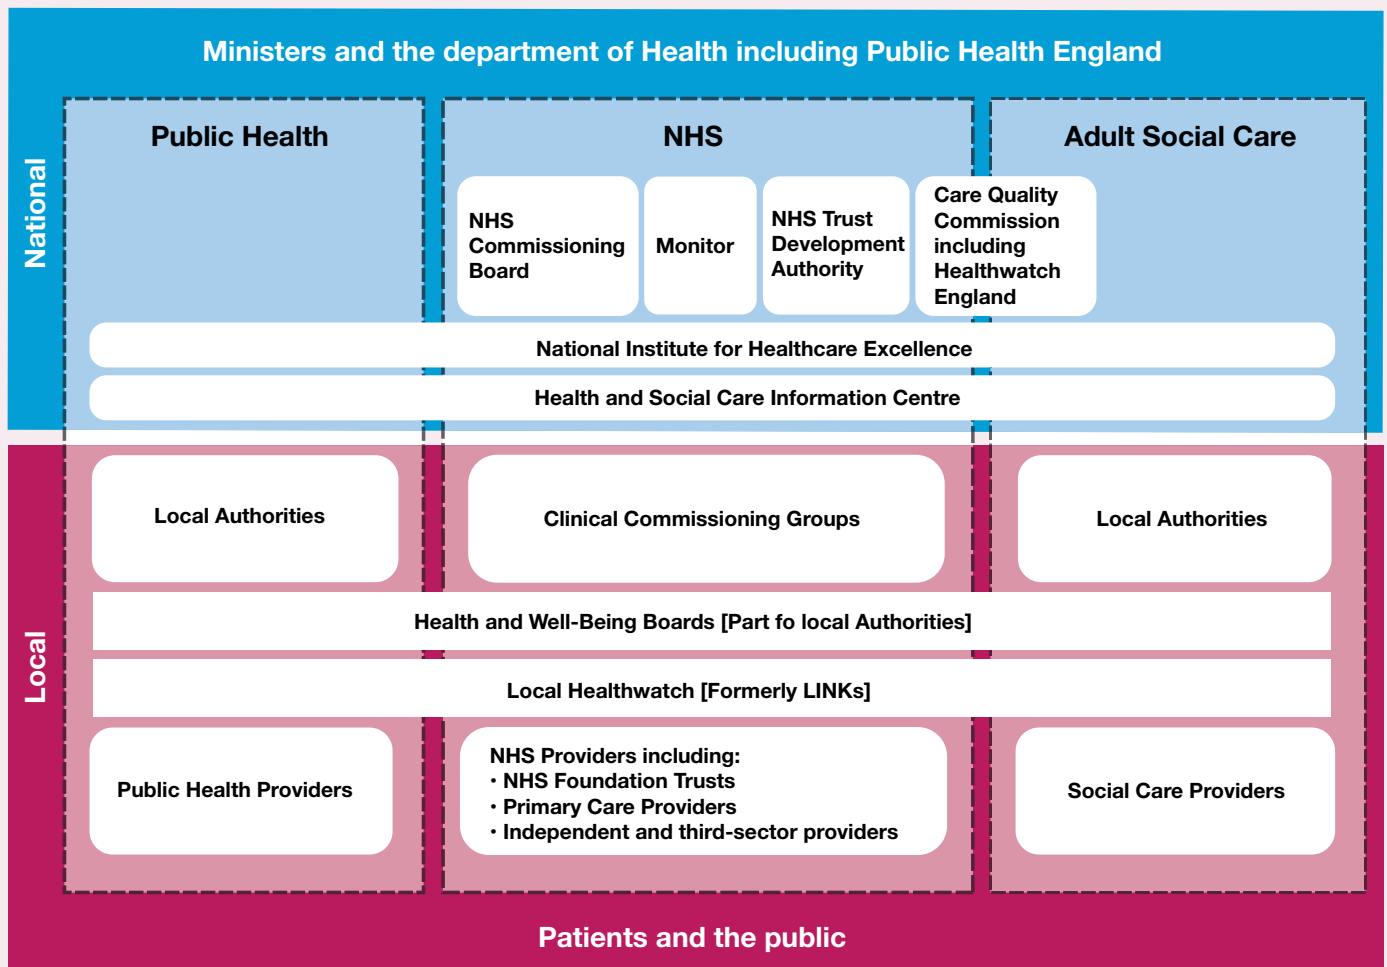 Ministers and the department of Health including Public Health England
National
Public Health
NHS
Adult Social Care
NHS
Commissioning
Board
Monitor
NHS Trust
Development
Authority
Care Quality
Commission
including
Healthwatch
England
National Institute for Healthcare Excellence
Health and Social Care Information Centre
Local
Local Authorities
Clinical Commissioning Groups
Local Authorities
Health and Well-Being Boards [Part fo local Authorities]
Local Healthwatch [Formerly LINKs]
Public Health Providers
NHS Providers including:
• NHS Foundation Trusts
• Primary Care Providers
• Independent and third-sector providers
Social Care Providers
Patients and the public